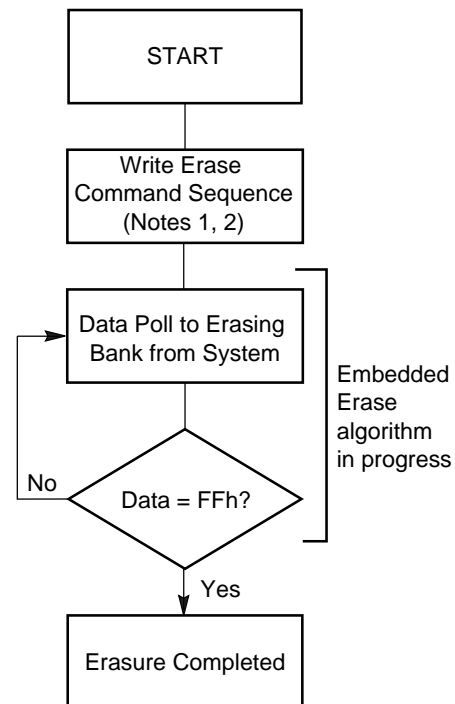 START
Write Erase
Command Sequence
(Notes 1, 2)
Data Poll to Erasing
Bank from System
Embedded
Erase
algorithm
in progress
No
Data = FFh?
Yes
Erasure Completed